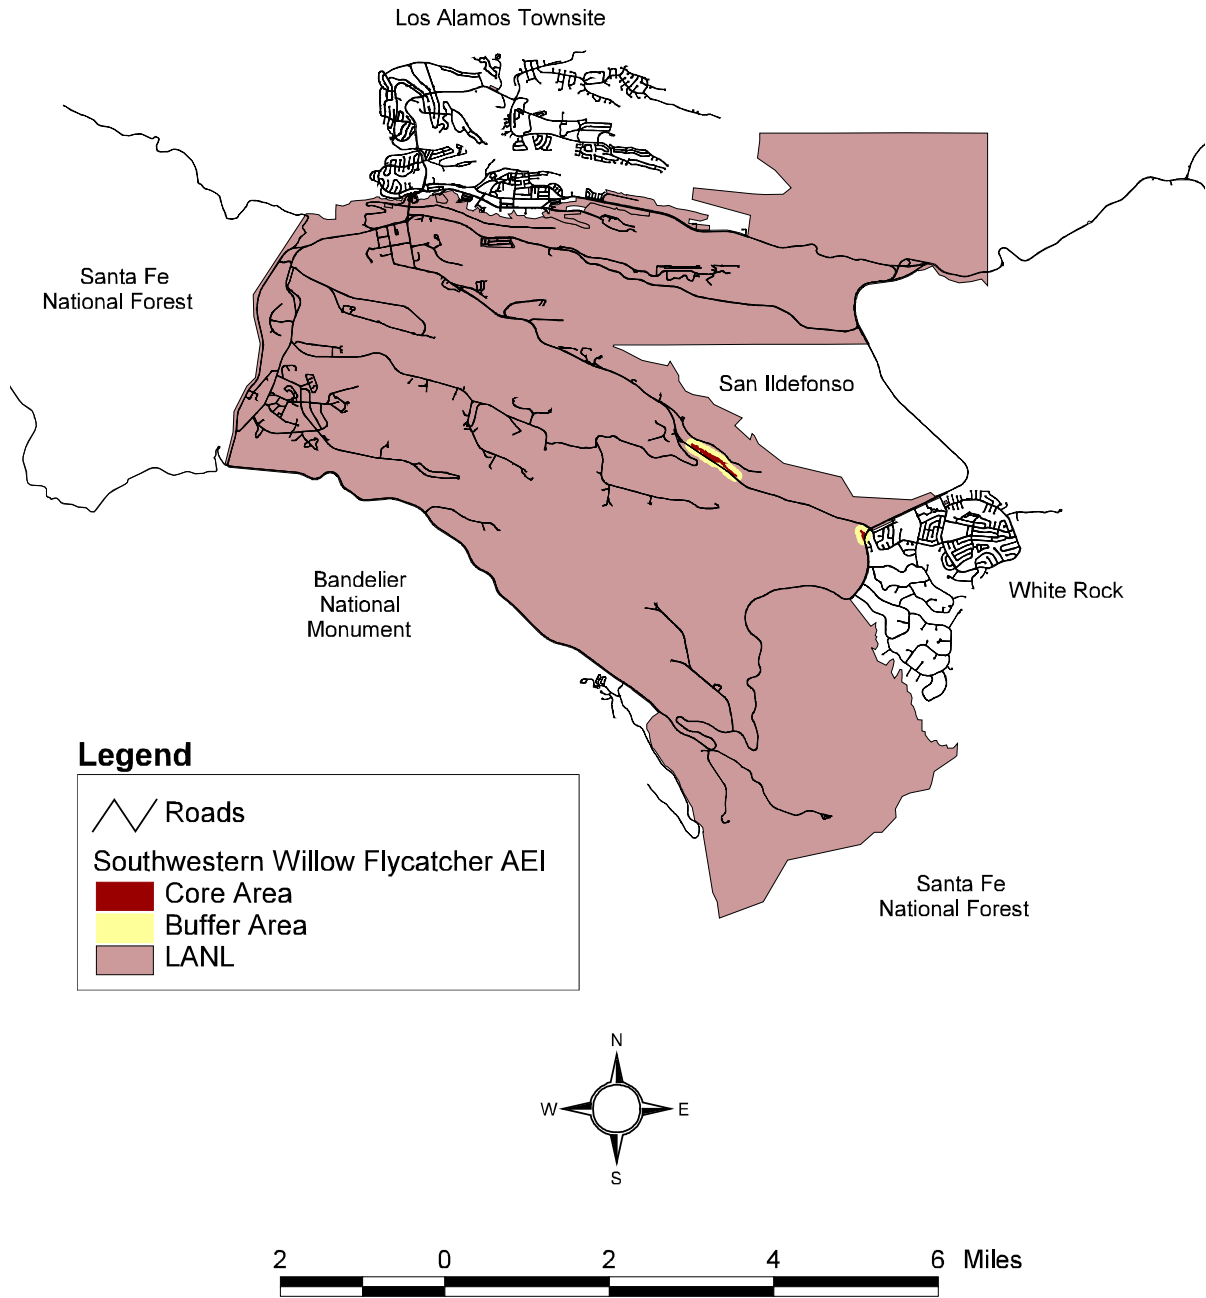 Los Alamos Townsite
Santa Fe
National Forest
San Ildefonso
Bandelier
National
Monument
White Rock
Legend
Roads
Southwestern Willow Flycatcher AEI
Core Area
Buffer Area
LANL
Santa Fe
National Forest
N
W
E
S
2 0 2 4 6 Miles